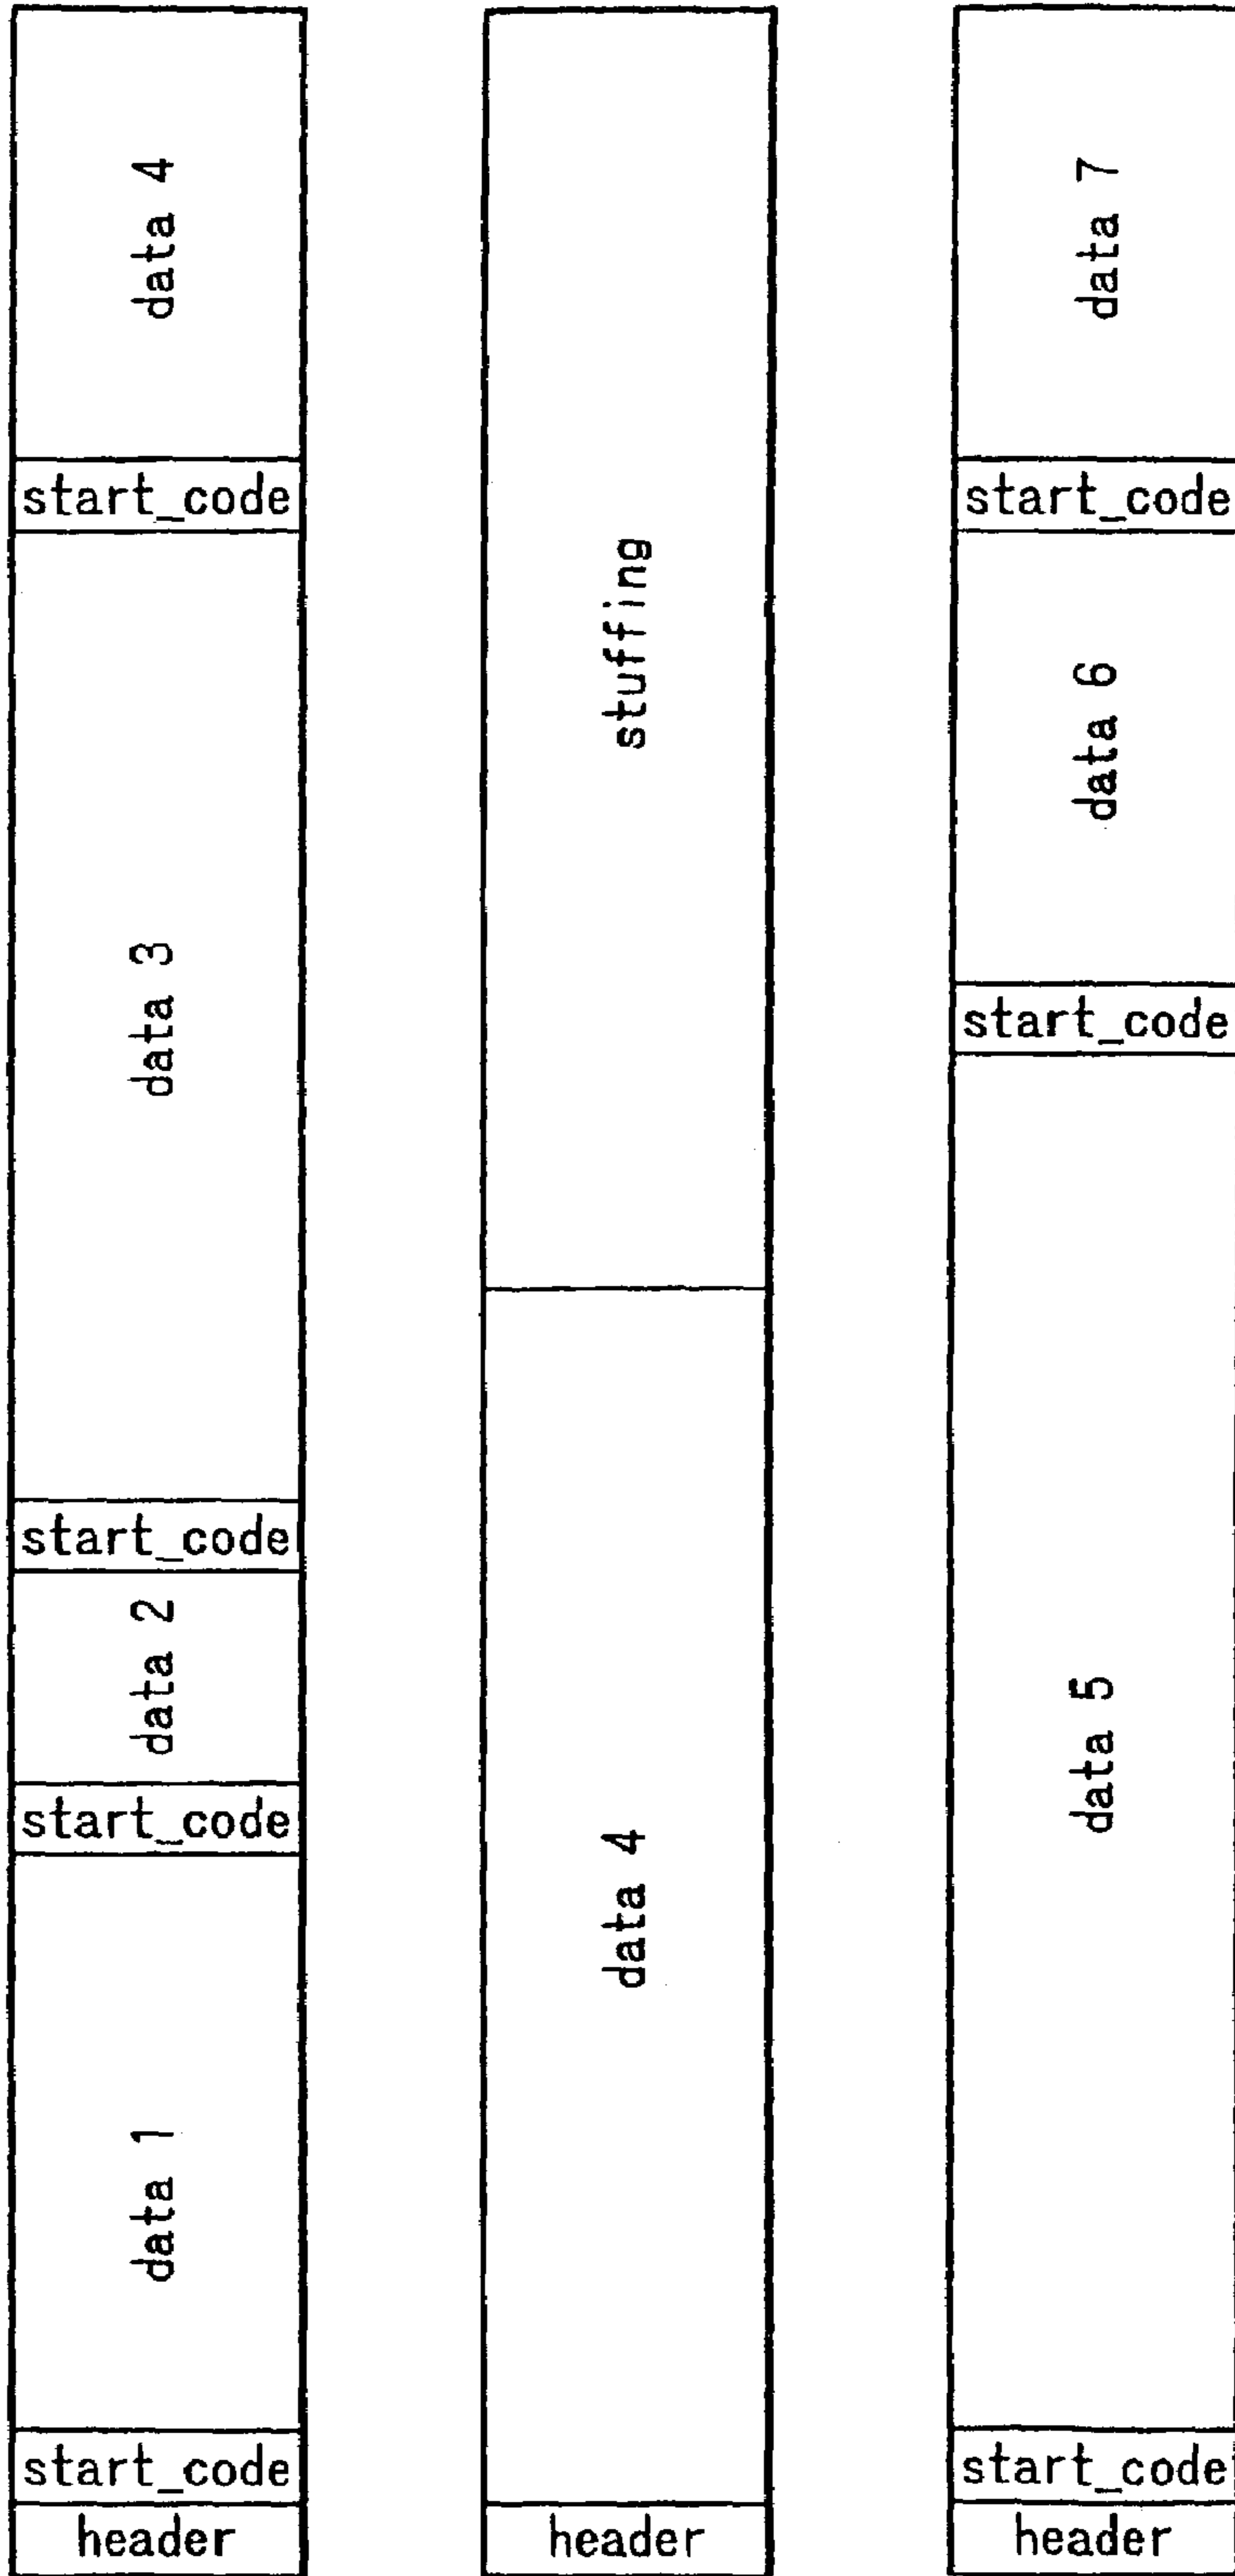 data 4
start_code
data 3
start_code
data 2
start_code
data 1
start_code
header
stuffing
data 4
header
data 7
start_code
data 6
start_code
data 5
start_code
header